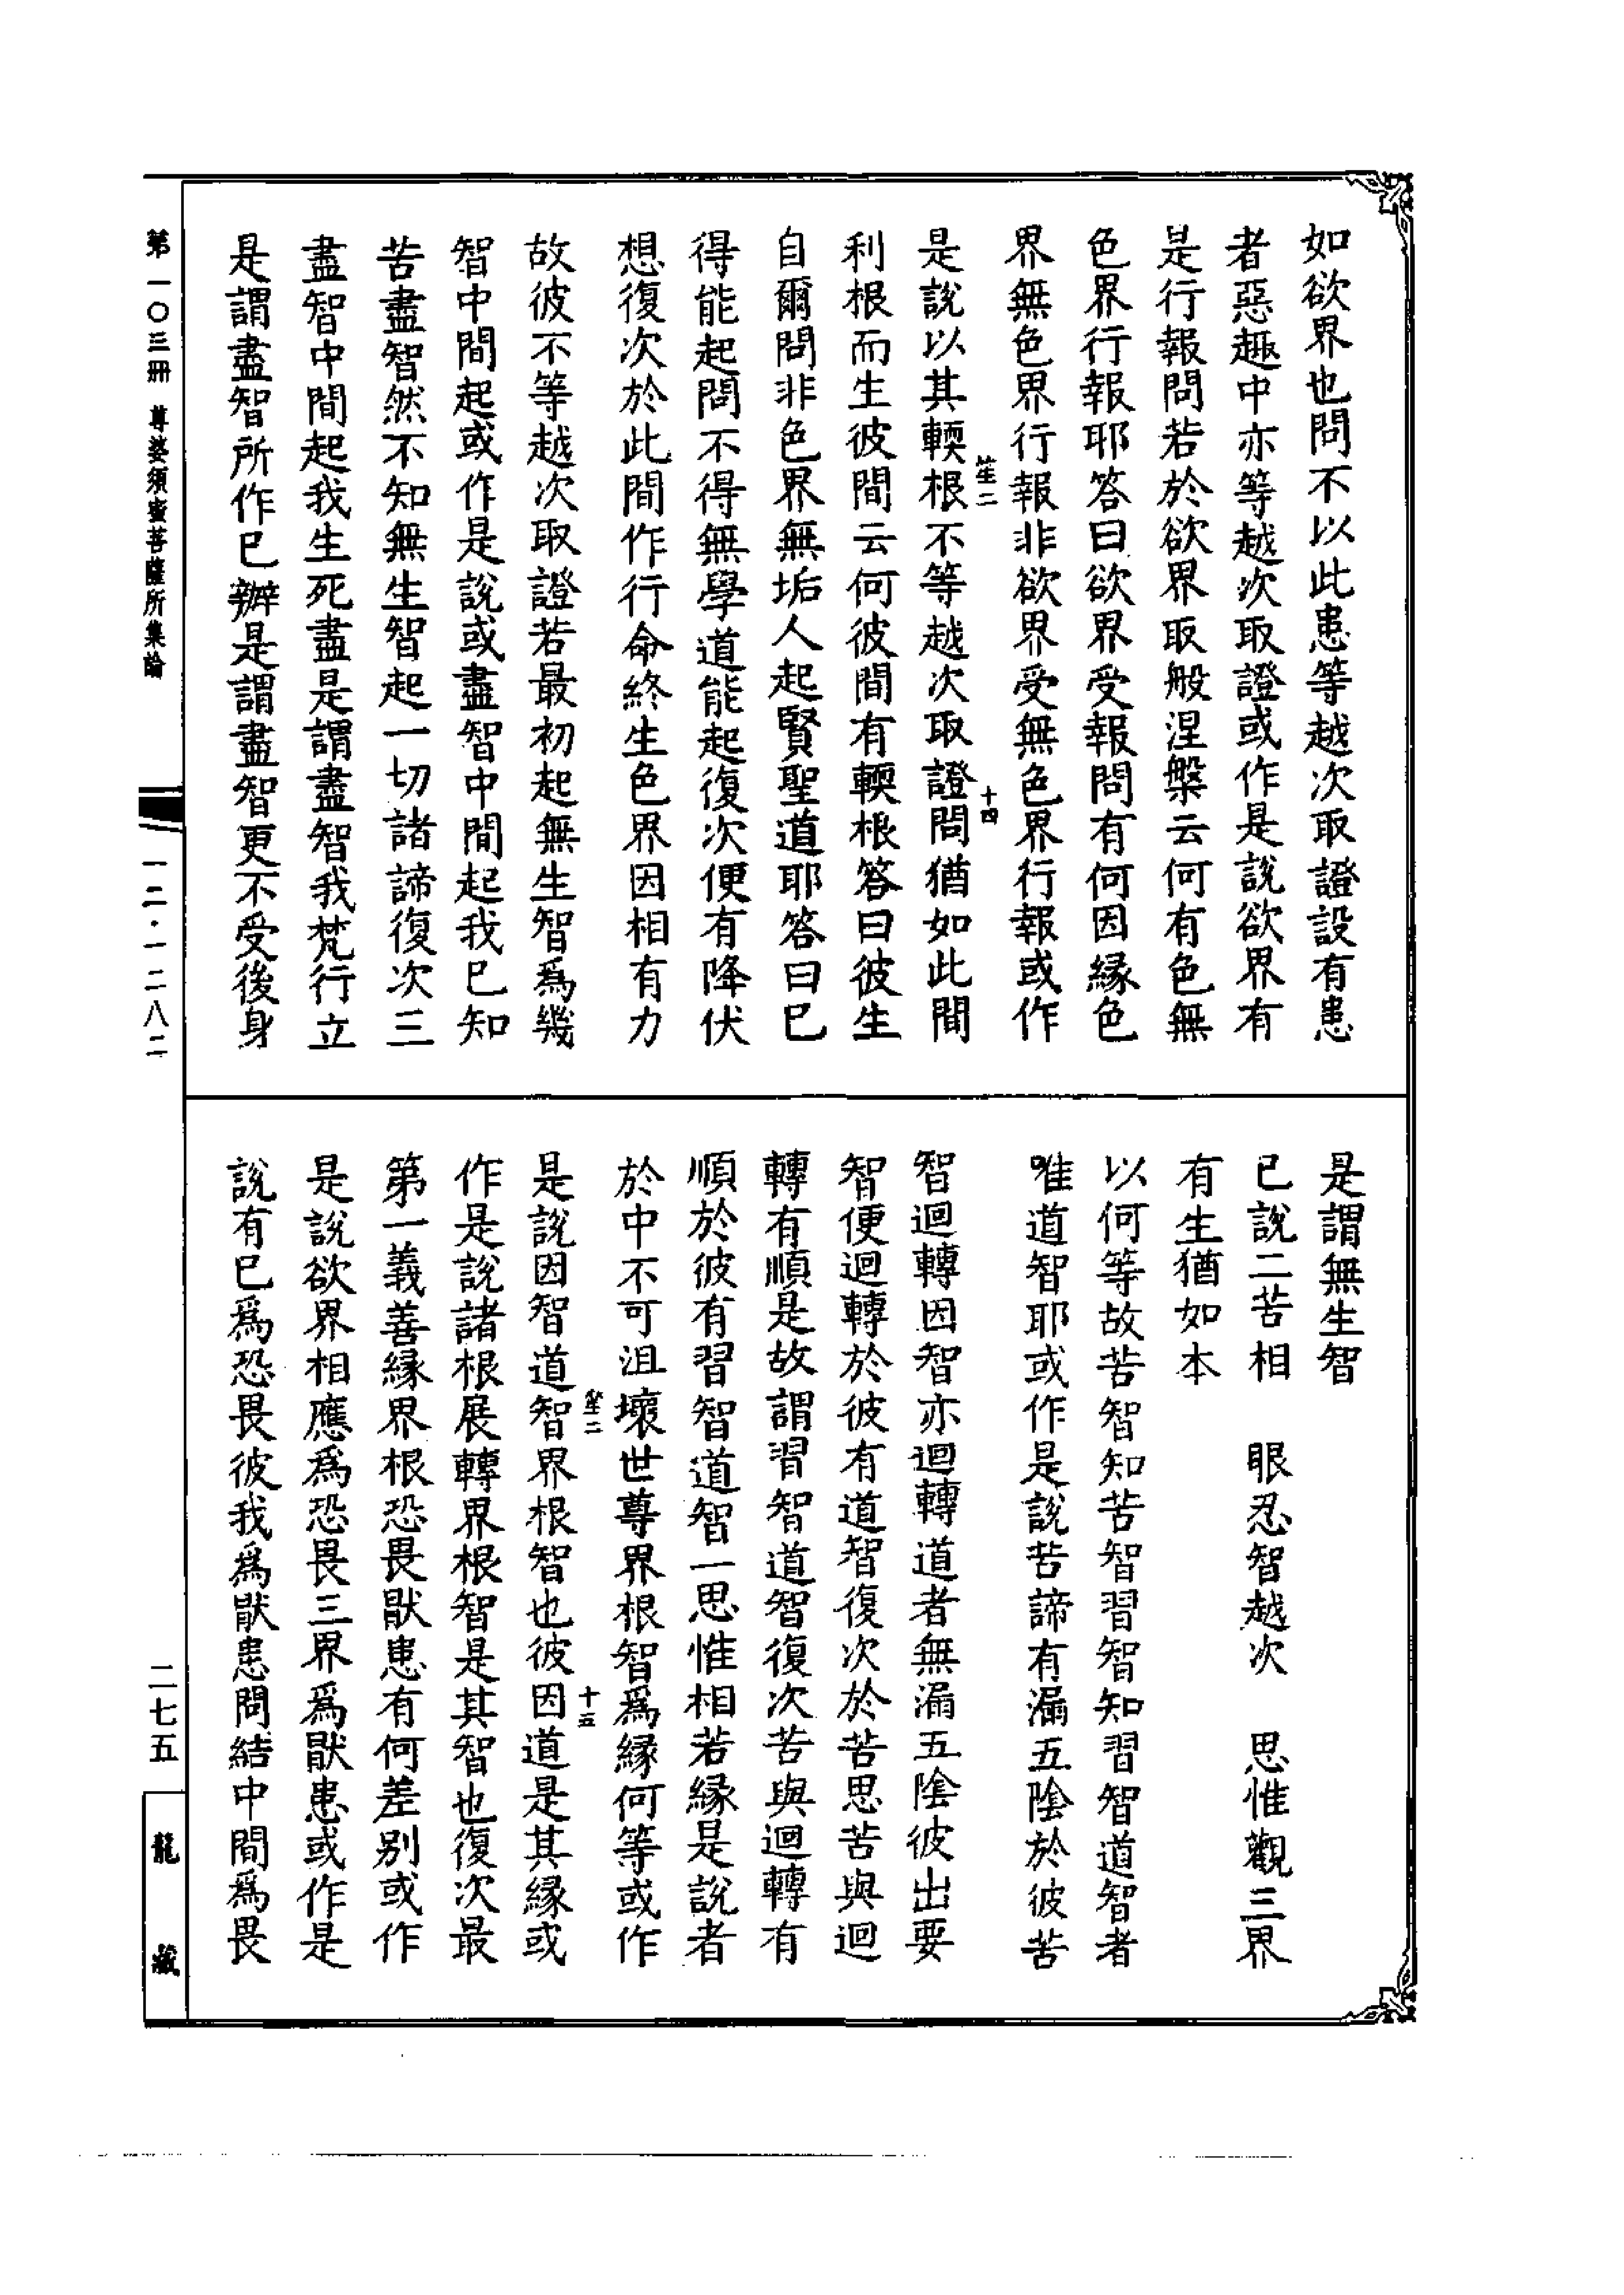 如欲界也問不以此患等越次取證設有患
者惡趣中亦等越次取證或作是說欲界有
是行報問若於欲界取般涅槃云何有色無
色界行報耶答曰欲界受報問有何因緣色
界無色界行報非欲界受無色界行報或作
笙二
十四
是說以其輭根不等越次取證問猶如此間
利根而生彼間云何彼間有輭根答曰彼生
自爾問非色界無垢人起賢聖道耶答曰已
得能起問不得無學道能起復次便有降伏
想復次於此間作行命終生色界因相有力
故彼不等越次取證若最初起無生智爲幾
智中間起或作是說或盡智中間起我已知
苦盡智然不知無生智起一切諸諦復次三
盡智中間起我生死盡是謂盡智我梵行立
是謂盡智所作已辦是謂盡智更不受後身
是謂無生智
已說二苦相　眼忍智越次　思惟觀三界
有生猶如本
以何等故苦智知苦智習智知習智道智者
唯道智耶或作是說苦諦有漏五陰於彼苦
智迴轉因智亦迴轉道者無漏五陰彼出要
智便迴轉於彼有道智復次於苦思苦與迴
轉有順是故謂習智道智復次苦與迴轉有
順於彼有習智道智一思惟相若緣是說者
於中不可沮壞世尊界根智爲緣何等或作
笙二
十五
是說因智道智界根智也彼因道是其緣或
作是說諸根展轉界根智是其智也復次最
第一義善緣界根恐畏猒患有何差別或作
是說欲界相應爲恐畏三界爲猒患或作是
說有已爲恐畏彼我爲猒患問結中間爲畏
第一〇三冊　尊婆須蜜菩薩所集論
一二·一二八二
二七五
龍藏